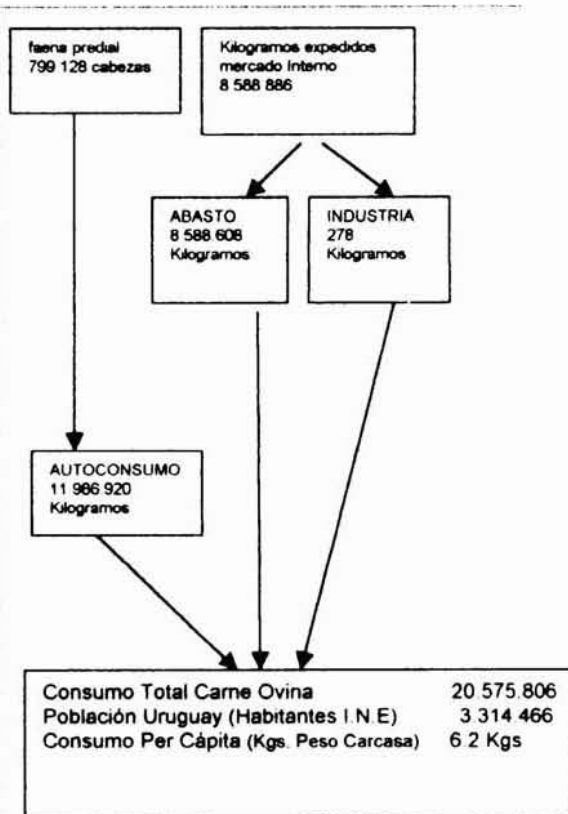 faena predial
799 128 cabezas
Kilogramos expedidos
mercado Interno
8 588 886
ABASTO
8 588 608
Kilogramos
INDUSTRIA
278
Kilogramos
AUTOCONSUMO
11 986 920
Kilogramos
Consumo Total Carne Ovina 20 575.806
Población Uruguay (Habitantes I.N.E) 3.314.466
Consumo Per Cápita (Kgs. Peso Carcasa) 6.2 Kgs